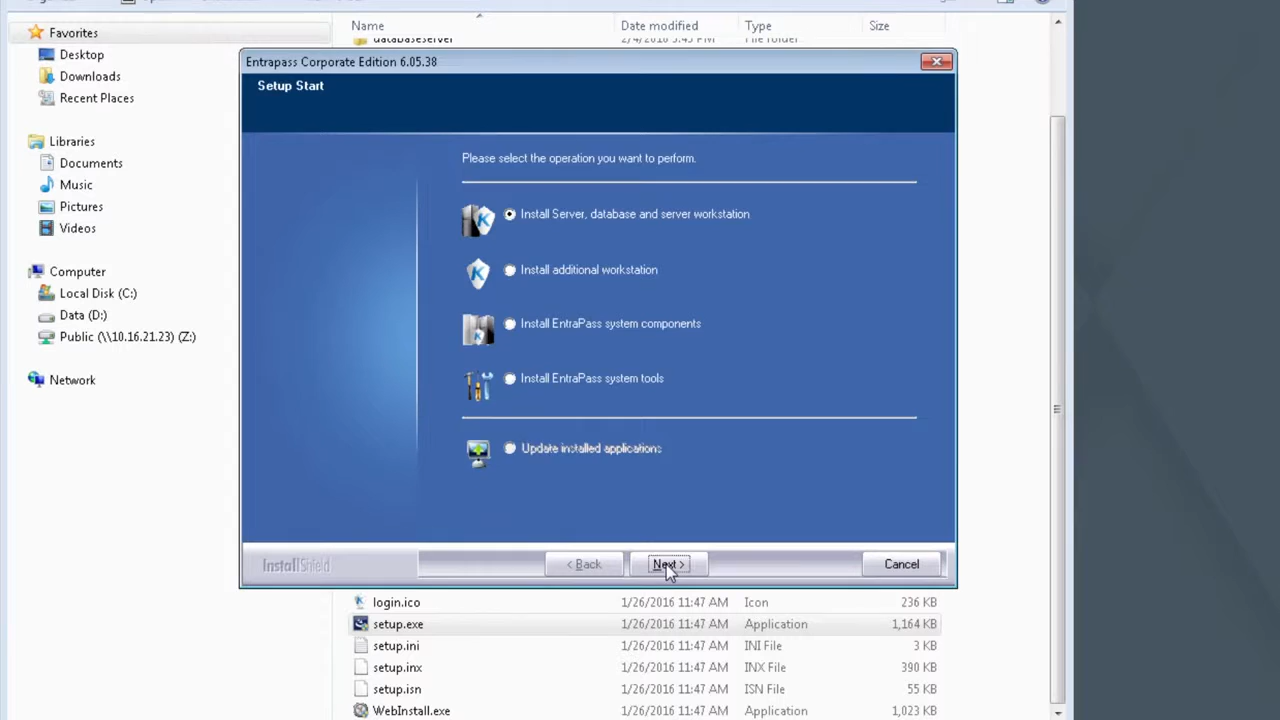 Name Date modified Type Size
Favorites
databaseserver 2/4/2016 3:45 PM File folder
Desktop
Entrapass Corporate Edition 6.05.38
Downloads
Setup Start
Recent Places
Libraries
Please select the operation you want to perform.
Documents
Music
Pictures
K Install Server, database and server workstation
Videos
Computer
K Install additional workstation
Local Disk (C:)
Data (D:)
Install EntraPass system components
Public (\\10.16.21.23) (Z:)
Network
Install EntraPass system tools
Update installed applications
InstallShield
< Back
Next >
Cancel
login.ico 1/26/2016 11:47 AM Icon 236 KB
setup.exe 1/26/2016 11:47 AM Application 1,164 KB
setup.ini 1/26/2016 11:47 AM INI File 3 KB
setup.inx 1/26/2016 11:47 AM INX File 390 KB
setup.isn 1/26/2016 11:47 AM ISN File 55 KB
WebInstall.exe 1/26/2016 11:47 AM Application 1,023 KB